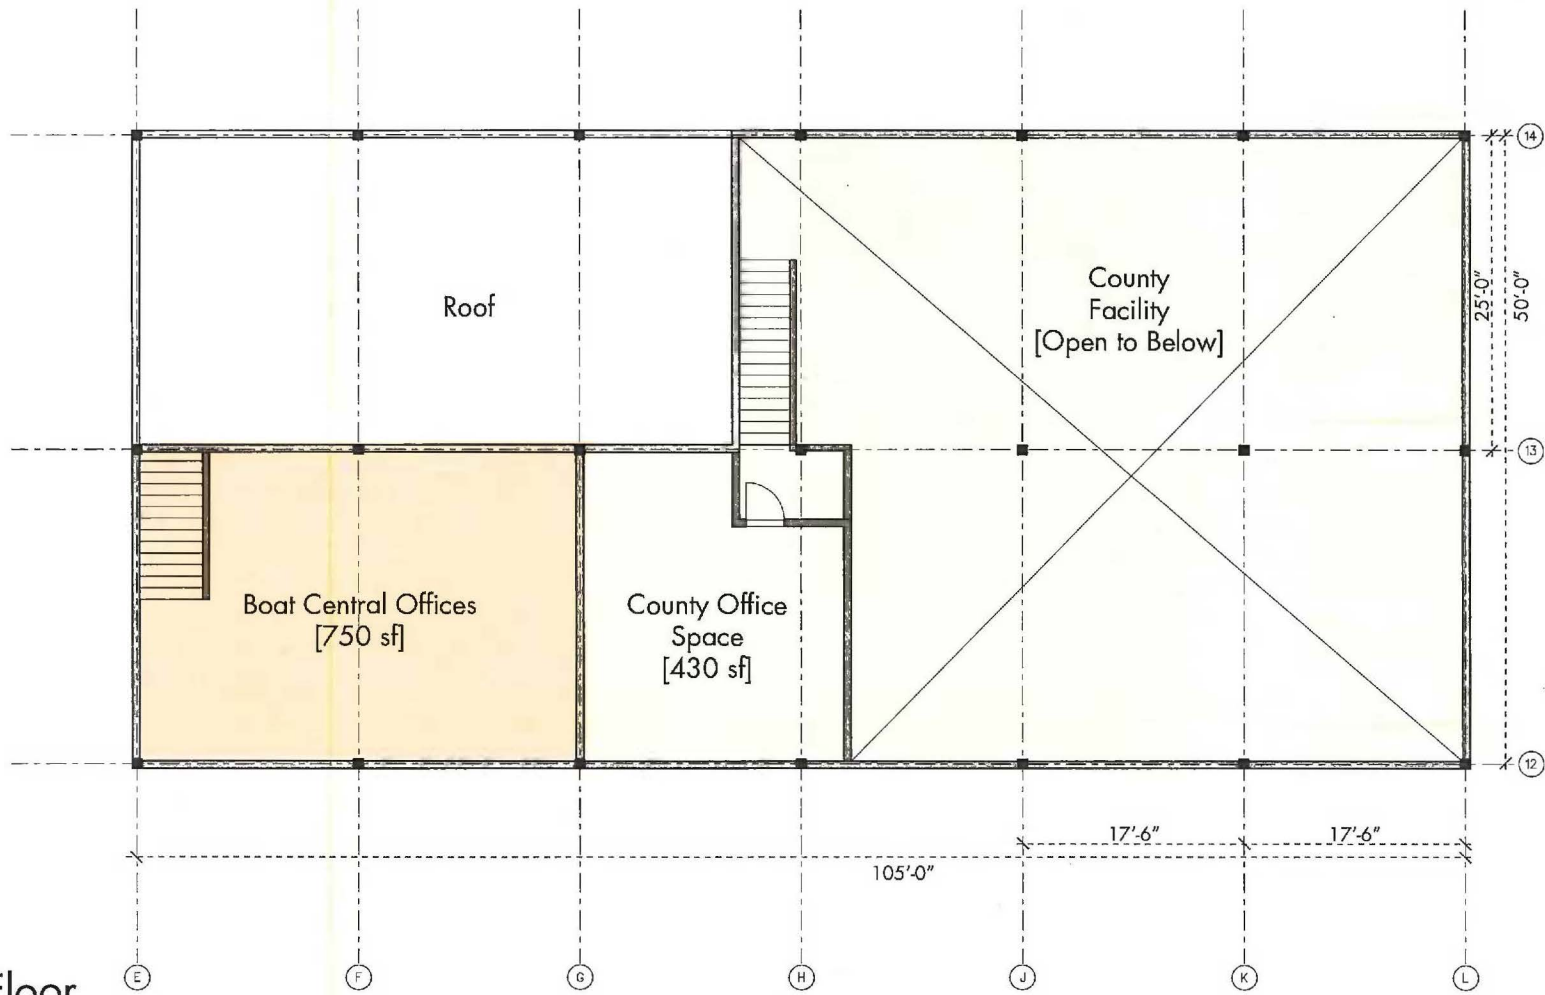 14
Roof
County
Facility
[Open to Below]
25'-0"
50'-0"
13
Boat Central Offices
[750 sf]
County Office
Space
[430 sf]
12
17'-6"
17'-6"
105'-0"
E
F
G
H
J
K
L
Floor